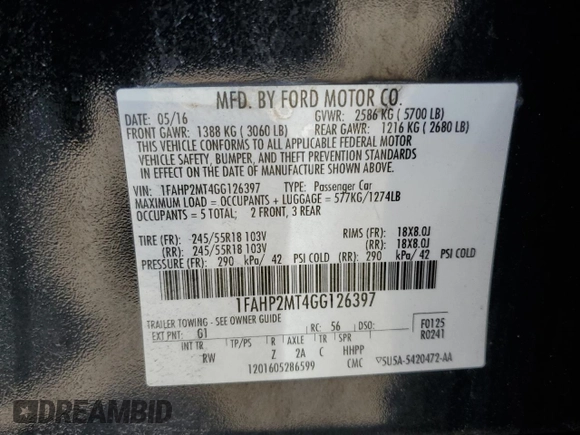 MFD. BY FORD MOTOR CO.
DATE: 05/16 GVWR: 2586 KG ( 5700 LB)
FRONT GAWR: 1388 KG ( 3060 LB) REAR GAWR: 1216 KG ( 2680 LB)
THIS VEHICLE CONFORMS TO ALL APPLICABLE FEDERAL MOTOR
VEHICLE SAFETY, BUMPER, AND THEFT PREVENTION STANDARDS IN
EFFECT ON THE DATE OF MANUFACTURE SHOWN ABOVE.
VIN: 1FAHP2MT4GG126397 TYPE: Passenger Car
MAXIMUM LOAD = OCCUPANTS + LUGGAGE = 577KG/1274LB
OCCUPANTS = 5 TOTAL; 2 FRONT, 3 REAR
TIRE (FR): 245/55R18 103V RIMS (FR): 18X8.0J
(RR): 245/55R18 103V (RR): 18X8.0J
PRESSURE (FR): 290 kPa/ 42 PSI COLD (RR): 290 kPa/ 42 PSI COLD
1FAHP2MT4GG126397
TRAILER TOWING - SEE OWNER GUIDE
EXT PNT: G1 RC: 56 DSO: F0125
R0241
INT TR TP/PS R AXLE TR SPR
RW Z 2A C HHPP
1201605286599 CMC 5U5A-5420472-AA
DREAMBID